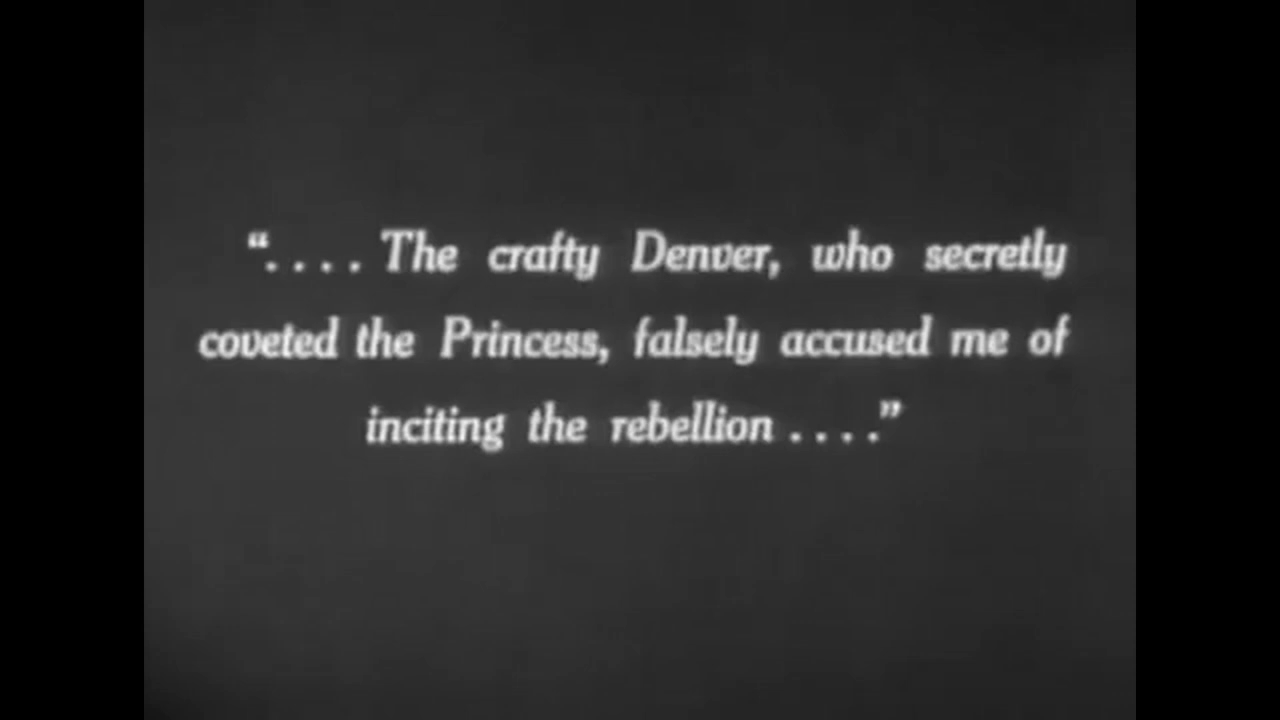 “. . . . The crafty Denver, who secretly
coveted the Princess, falsely accused me of
inciting the rebellion . . . .”